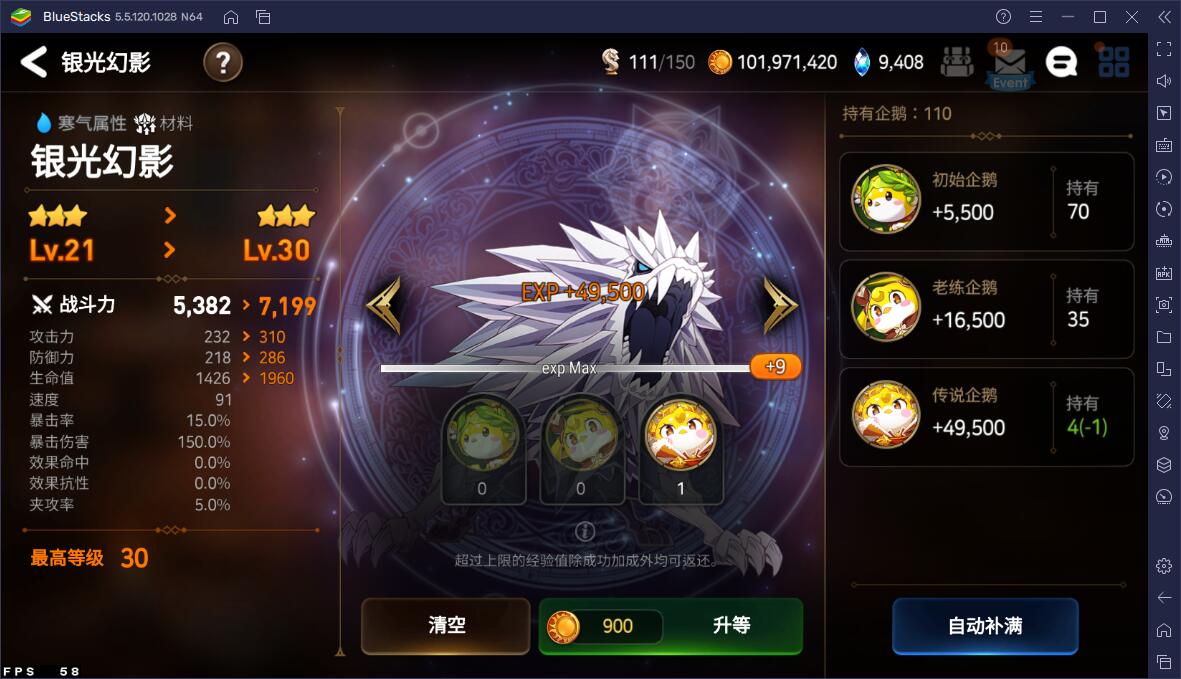 BlueStacks 5.5.120.1028 N64
银光幻影
?
111/150
101,971,420
9,408
10
Event
寒气属性 材料
银光幻影
Lv.21 > Lv.30
战斗力 5,382 > 7,199
攻击力 232 > 310
防御力 218 > 286
生命值 1426 > 1960
速度 91
暴击率 15.0%
暴击伤害 150.0%
效果命中 0.0%
效果抗性 0.0%
夹攻率 5.0%
最高等级 30
EXP +49,500
exp Max
+9
0
0
1
超过上限的经验值除成功加成外均可返还。
清空
900 升等
持有企鹅：110
初始企鹅
+5,500
持有
70
老练企鹅
+16,500
持有
35
传说企鹅
+49,500
持有
4(-1)
自动补满
FPS 58